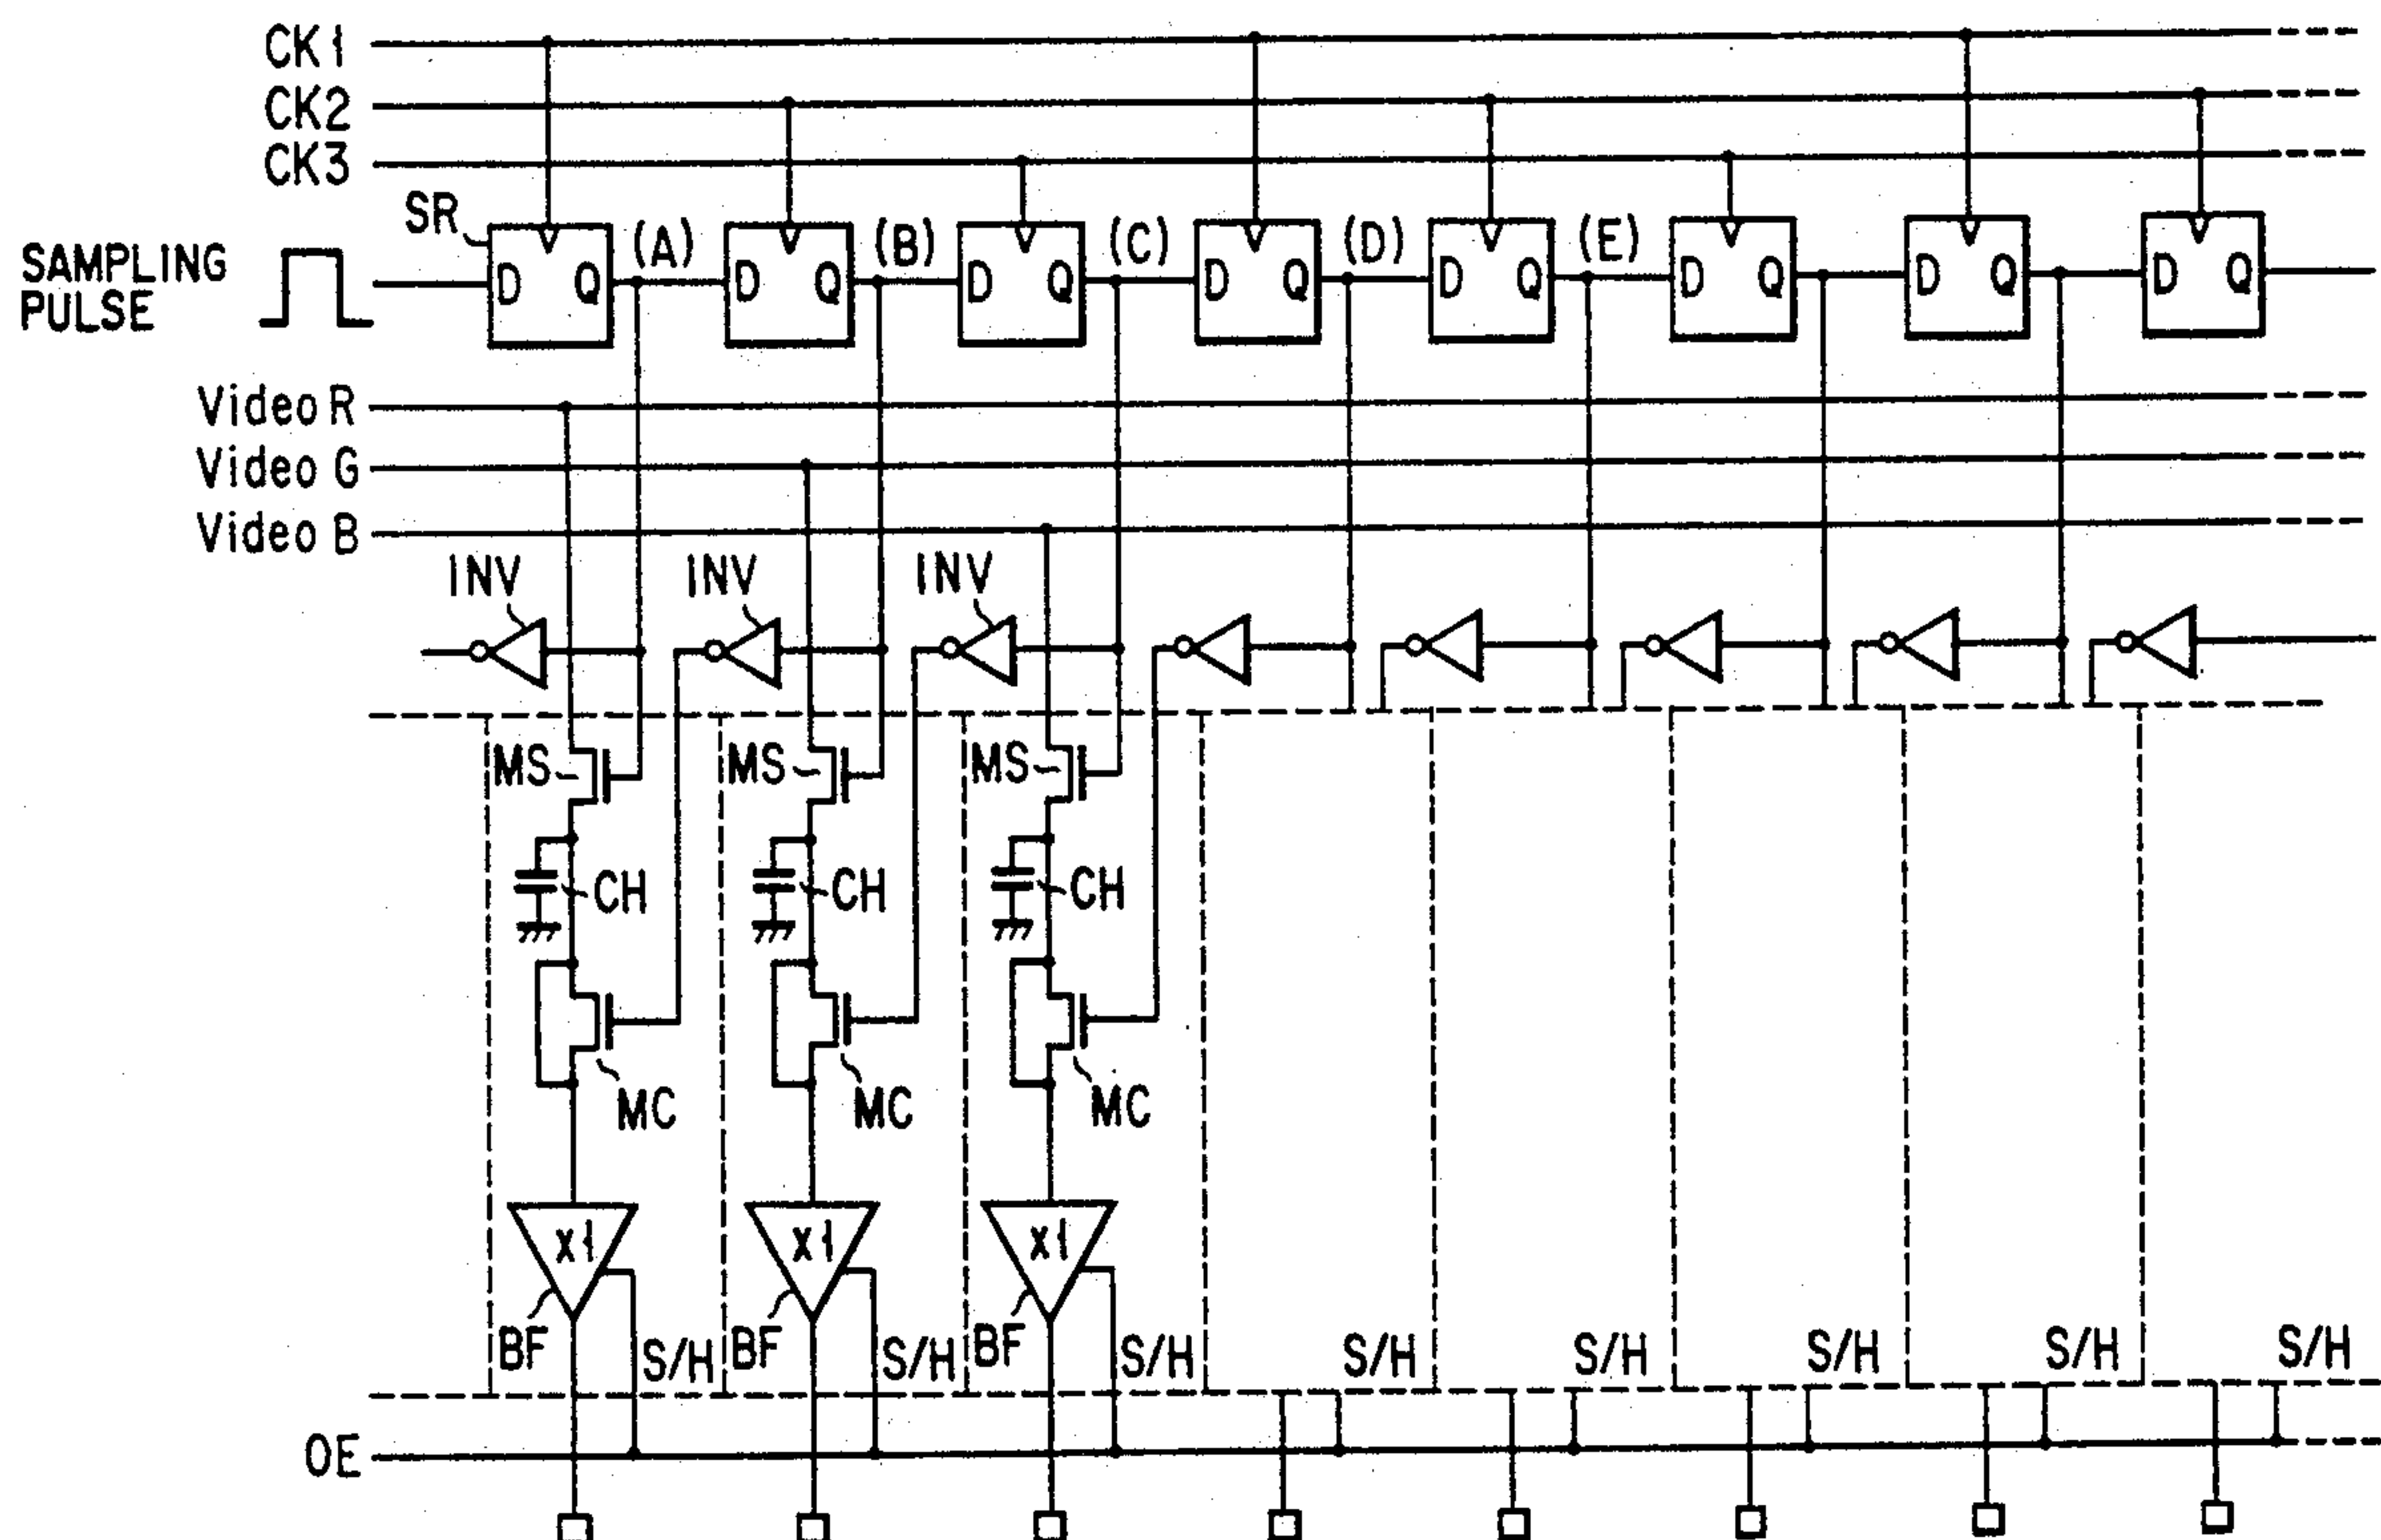 CK1
CK2
CK3
SR
SAMPLING
PULSE
D Q (A) D Q (B) D Q (C) D Q (D) D Q (E) D Q D Q D Q
Video R
Video G
Video B
INV INV INV
MS MS MS
CH CH CH
MC MC MC
x1 x1 x1
BF S/H BF S/H BF S/H S/H S/H S/H S/H S/H
OE